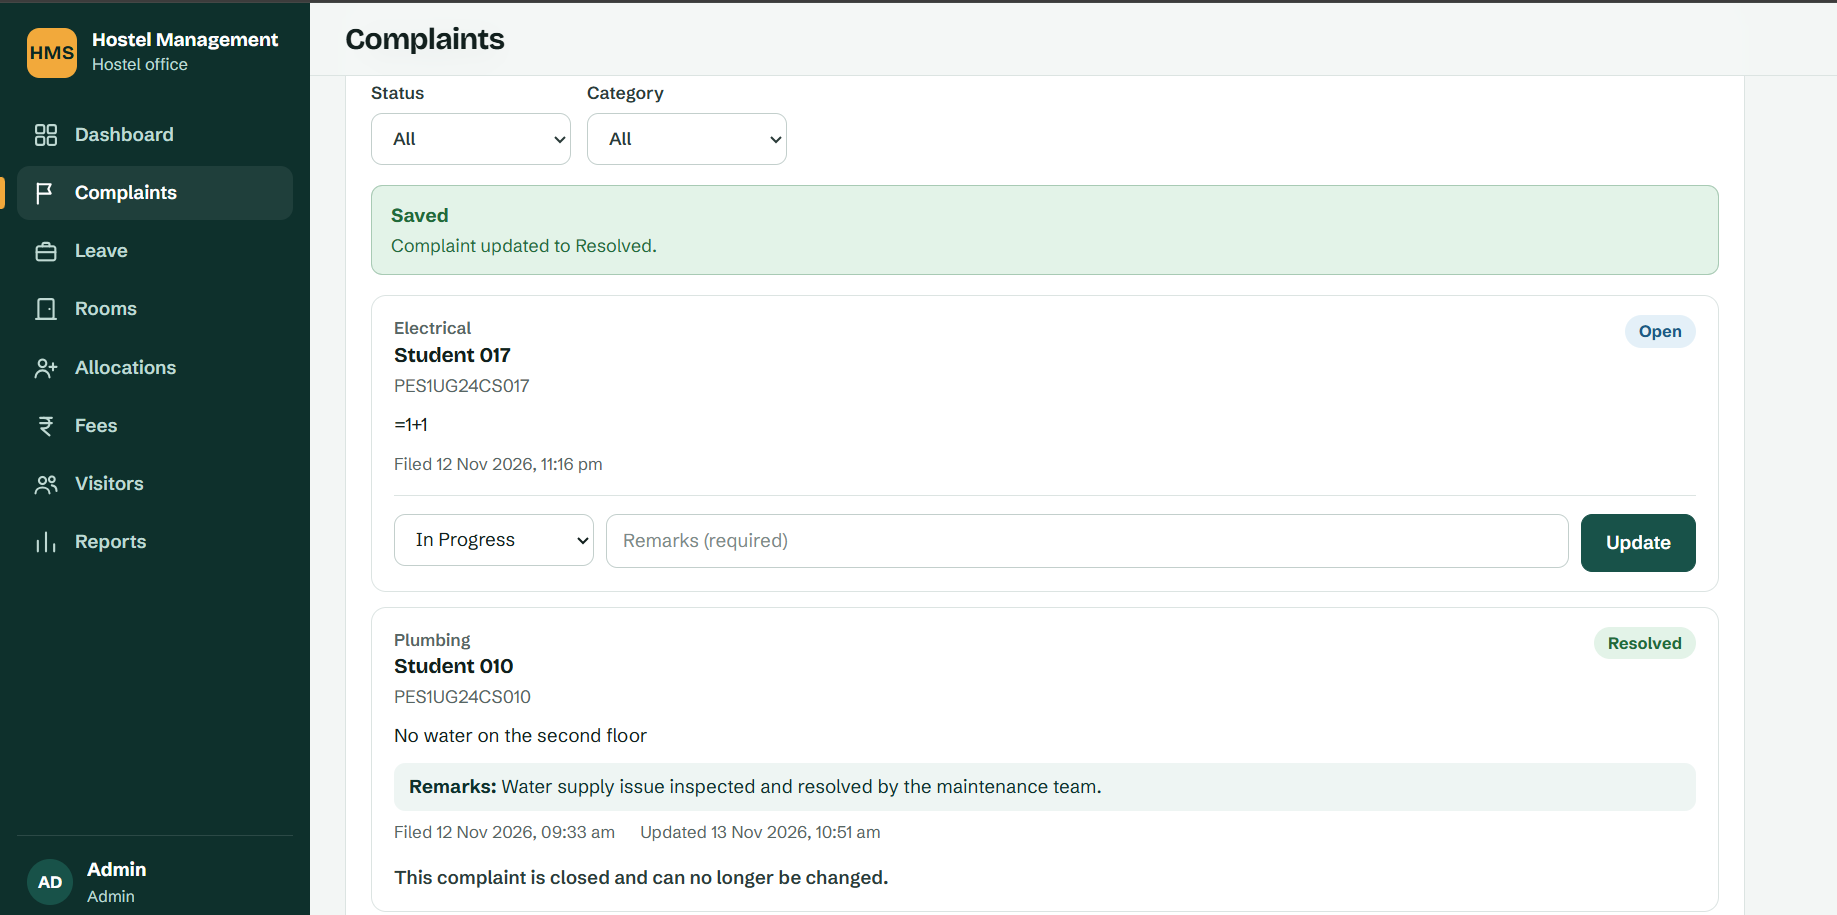 HMS
Hostel Management
Hostel office
Dashboard
Complaints
Leave
Rooms
Allocations
Fees
Visitors
Reports
AD
Admin
Admin
Complaints
Status
Category
All
All
Saved
Complaint updated to Resolved.
Electrical
Open
Student 017
PES1UG24CS017
=1+1
Filed 12 Nov 2026, 11:16 pm
In Progress
Remarks (required)
Update
Plumbing
Resolved
Student 010
PES1UG24CS010
No water on the second floor
Remarks: Water supply issue inspected and resolved by the maintenance team.
Filed 12 Nov 2026, 09:33 am Updated 13 Nov 2026, 10:51 am
This complaint is closed and can no longer be changed.